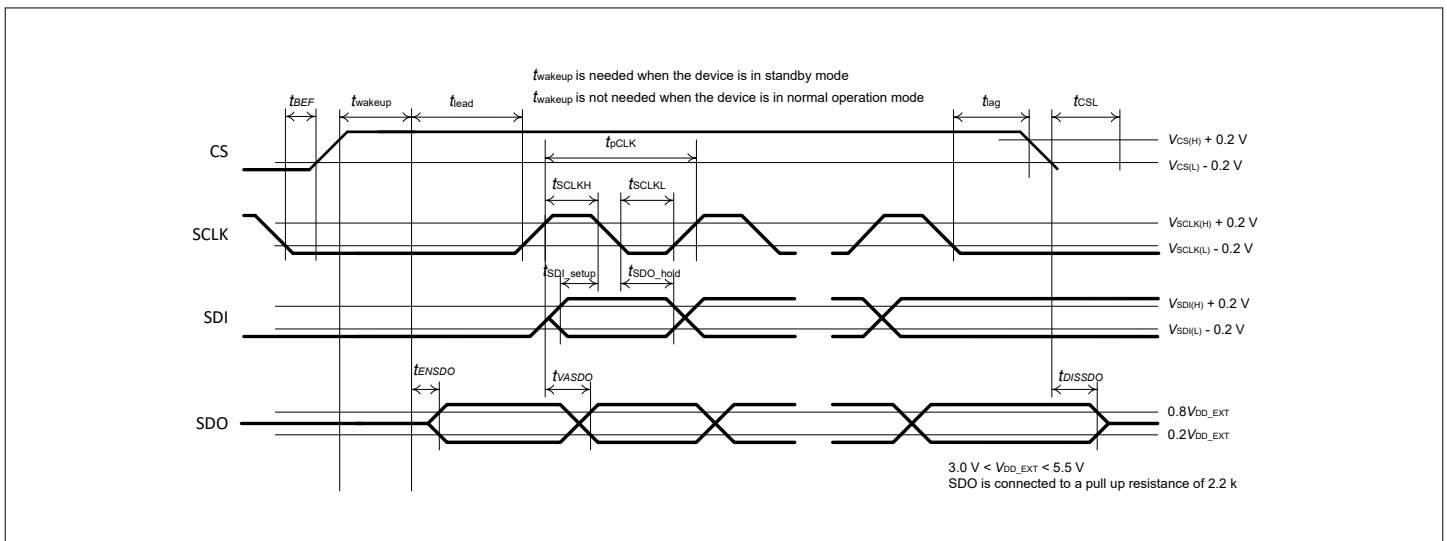 twakeup is needed when the device is in standby mode
twakeup is not needed when the device is in normal operation mode
tBEF twakeup tlead tlag tCSL
CS
tpCLK
VCS(H) + 0.2 V
VCS(L) - 0.2 V
tSCLKH tSCLKL
SCLK
VSCLK(H) + 0.2 V
VSCLK(L) - 0.2 V
tSDI_setup tSDO_hold
SDI
VSDI(H) + 0.2 V
VSDI(L) - 0.2 V
tENSDO tVASDO tDISSDO
SDO
0.8VDD_EXT
0.2VDD_EXT
3.0 V < VDD_EXT < 5.5 V
SDO is connected to a pull up resistance of 2.2 k